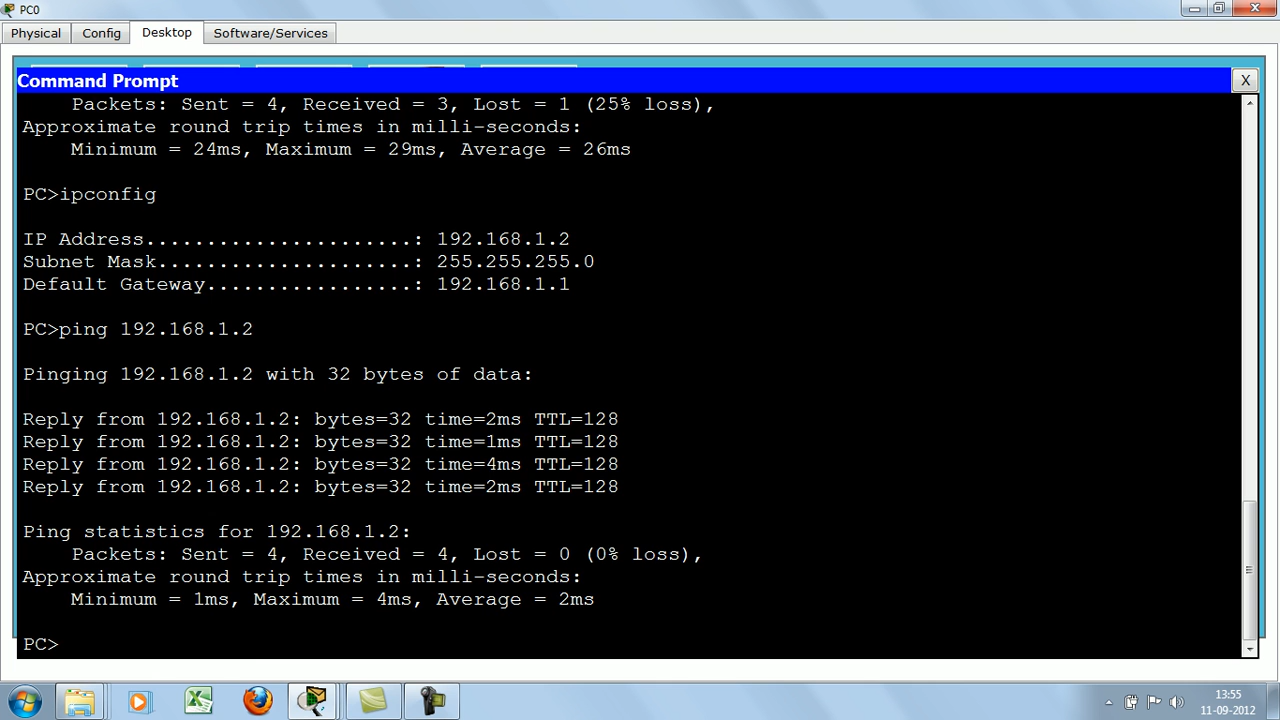 PC0
Physical Config Desktop Software/Services
Command Prompt X
Packets: Sent = 4, Received = 3, Lost = 1 (25% loss),
Approximate round trip times in milli-seconds:
Minimum = 24ms, Maximum = 29ms, Average = 26ms
PC>ipconfig
IP Address......................: 192.168.1.2
Subnet Mask.....................: 255.255.255.0
Default Gateway.................: 192.168.1.1
PC>ping 192.168.1.2
Pinging 192.168.1.2 with 32 bytes of data:
Reply from 192.168.1.2: bytes=32 time=2ms TTL=128
Reply from 192.168.1.2: bytes=32 time=1ms TTL=128
Reply from 192.168.1.2: bytes=32 time=4ms TTL=128
Reply from 192.168.1.2: bytes=32 time=2ms TTL=128
Ping statistics for 192.168.1.2:
Packets: Sent = 4, Received = 4, Lost = 0 (0% loss),
Approximate round trip times in milli-seconds:
Minimum = 1ms, Maximum = 4ms, Average = 2ms
PC>
13:55
11-09-2012